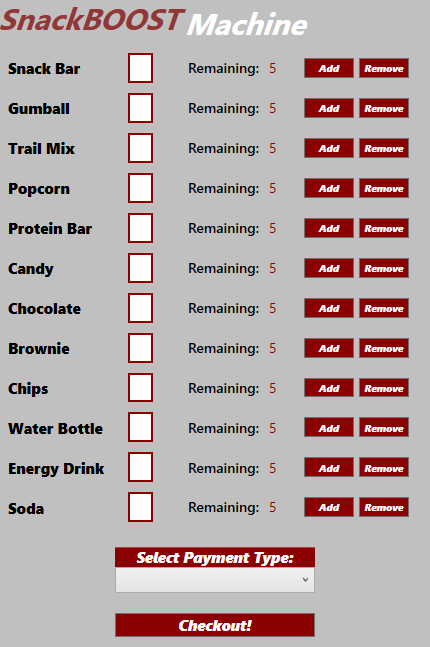 SnackBOOST Machine
Snack Bar Remaining: 5 Add Remove
Gumball Remaining: 5 Add Remove
Trail Mix Remaining: 5 Add Remove
Popcorn Remaining: 5 Add Remove
Protein Bar Remaining: 5 Add Remove
Candy Remaining: 5 Add Remove
Chocolate Remaining: 5 Add Remove
Brownie Remaining: 5 Add Remove
Chips Remaining: 5 Add Remove
Water Bottle Remaining: 5 Add Remove
Energy Drink Remaining: 5 Add Remove
Soda Remaining: 5 Add Remove
Select Payment Type:
Checkout!